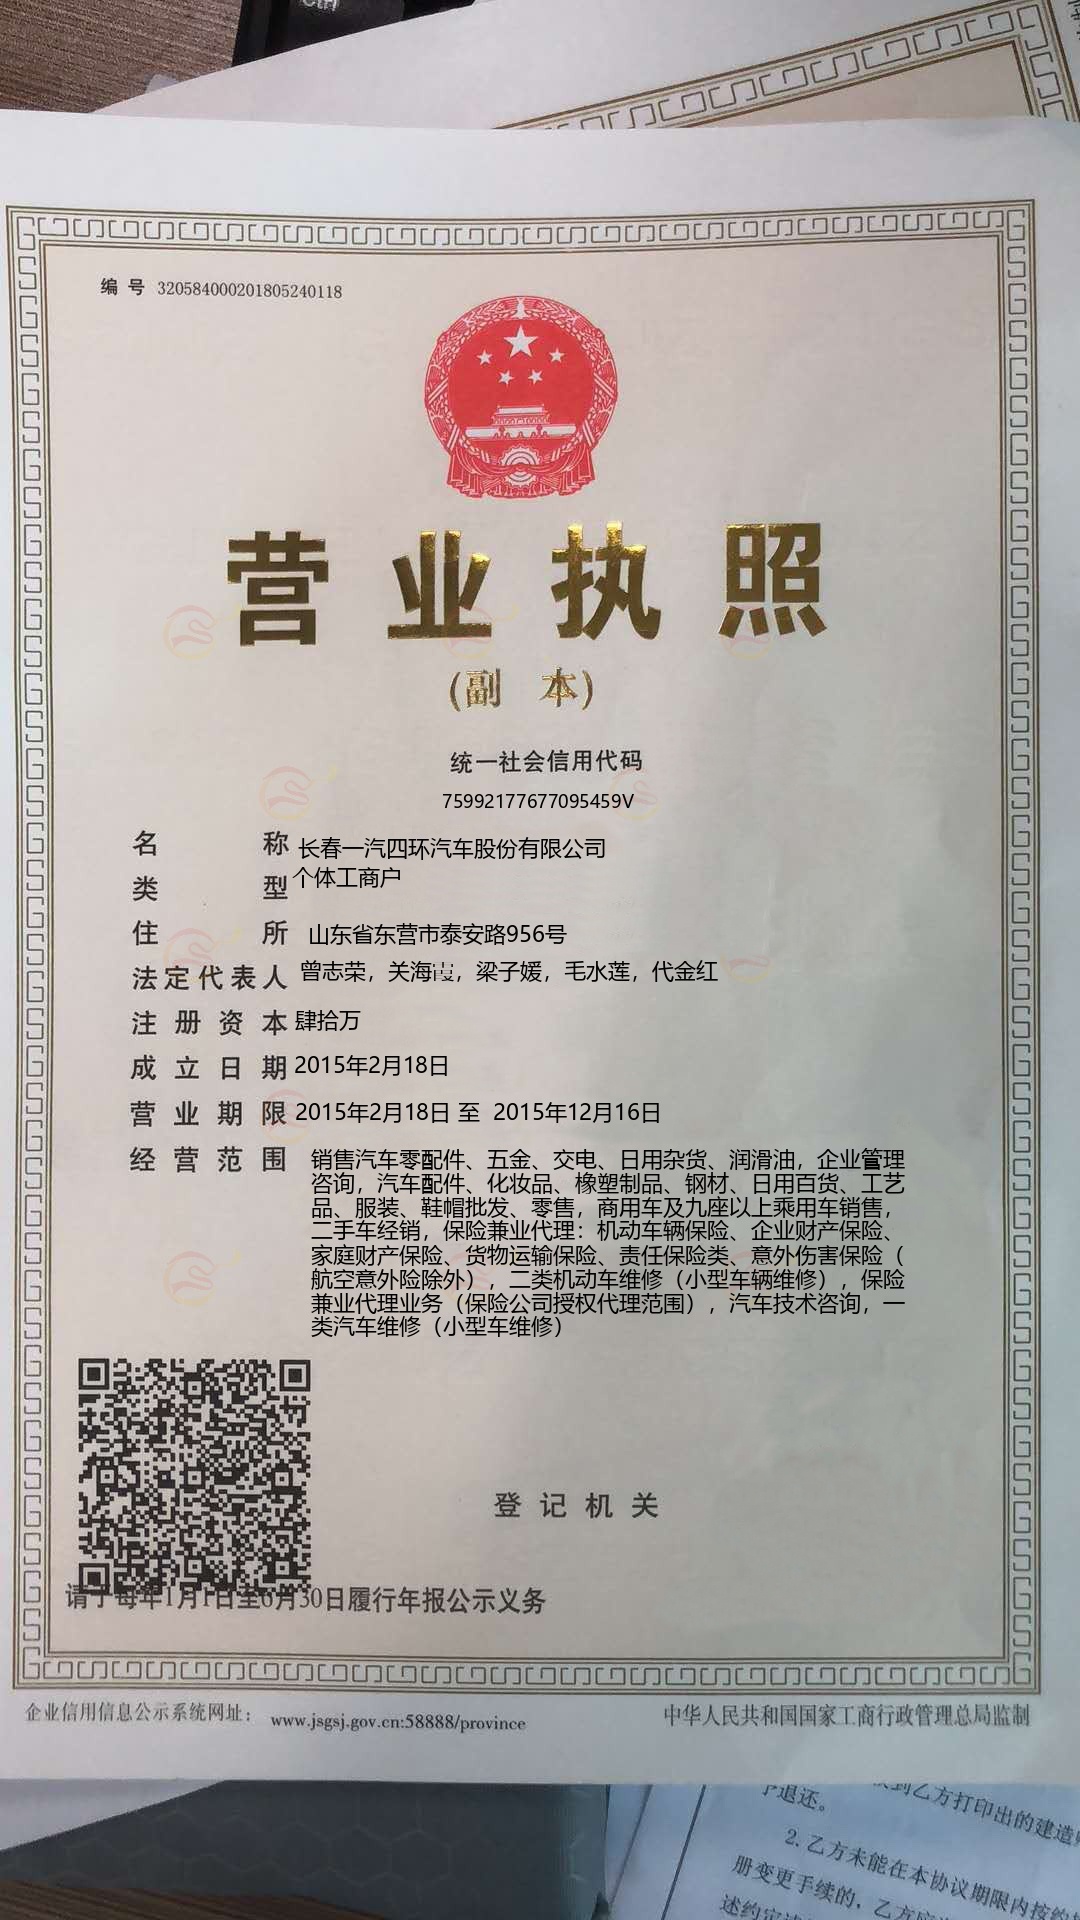 Ctrl
编号 320584000201805240118
营业执照
(副本)
统一社会信用代码
75992177677095459V
名称 长春一汽四环汽车股份有限公司
类型 个体工商户
住所 山东省东营市泰安路956号
法定代表人 曾志荣，关海霞，梁子媛，毛水莲，代金红
注册资本 肆拾万
成立日期 2015年2月18日
营业期限 2015年2月18日 至 2015年12月16日
经营范围 销售汽车零配件、五金、交电、日用杂货、润滑油，企业管理
咨询，汽车配件、化妆品、橡塑制品、钢材、日用百货、工艺
品、服装、鞋帽批发、零售，商用车及九座以上乘用车销售，
二手车经销，保险兼业代理：机动车辆保险、企业财产保险、
家庭财产保险、货物运输保险、责任保险类、意外伤害保险（
航空意外险除外），二类机动车维修（小型车辆维修），保险
兼业代理业务（保险公司授权代理范围），汽车技术咨询，一
类汽车维修（小型车维修）
登记机关
请于每年1月1日至6月30日履行年报公示义务
企业信用信息公示系统网址： www.jsgsj.gov.cn:58888/province
中华人民共和国国家工商行政管理总局监制
退还。
到乙方打印出的建造
2.乙方未能在本协议期限内按约
册变更手续的，乙方应
述约定